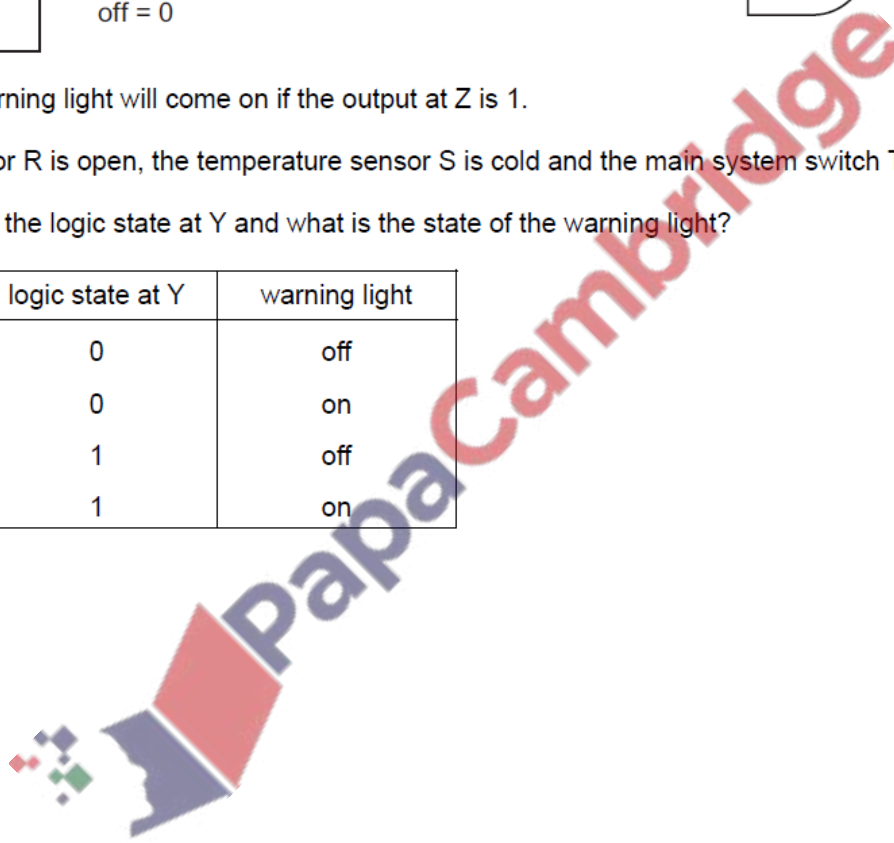 off = 0
rning light will come on if the output at Z is 1.
or R is open, the temperature sensor S is cold and the main system switch
the logic state at Y and what is the state of the warning light?
logic state at Y warning light
0 off
0 on
1 off
1 on
PapaCambridge